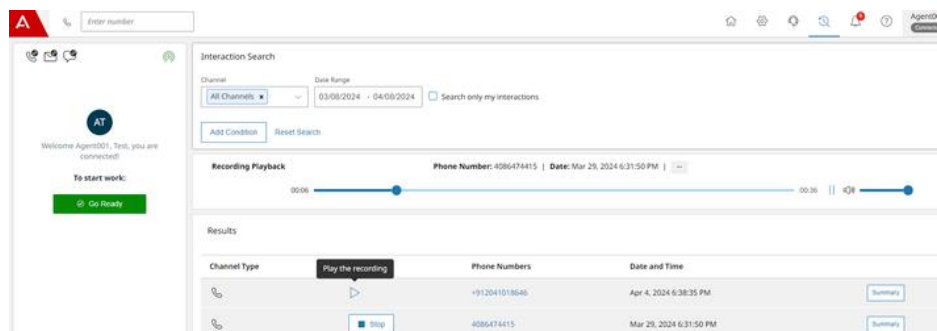 Enter number
Agent00
Connecte
AT
Welcome Agent001, Test, you are
connected!
To start work:
Go Ready
Interaction Search
Channel
Date Range
All Channels ×
03/08/2024 - 04/08/2024
Search only my interactions
Add Condition
Reset Search
Recording Playback
Phone Number: 4086474415 | Date: Mar 29, 2024 6:31:50 PM |
00:06
00:36
Results
Channel Type
Play the recording
Phone Numbers
Date and Time
+912041018646
Apr 4, 2024 6:38:35 PM
Summary
Stop
4086474415
Mar 29, 2024 6:31:50 PM
Summary